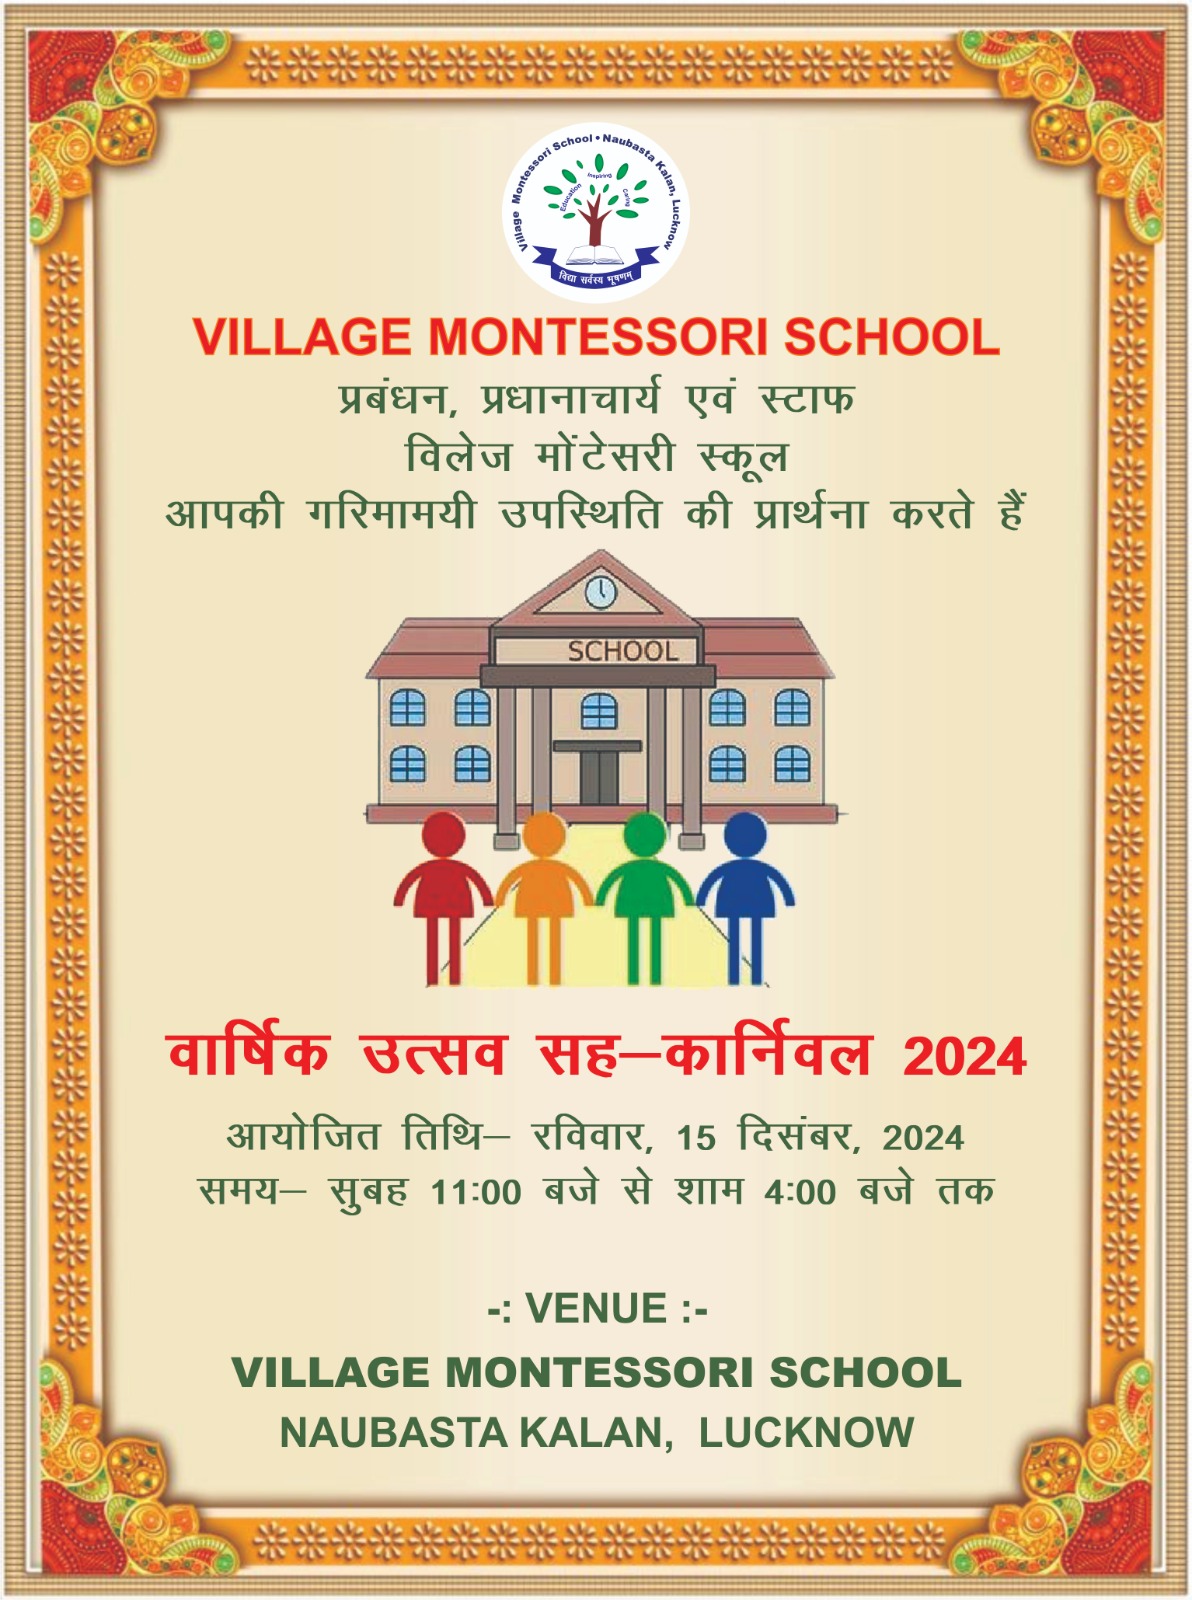 Village Montessori School • Naubasta Kalan, Lucknow
Education
Inspiring
Caring
विद्या सर्वस्य भूषणम्
VILLAGE MONTESSORI SCHOOL
प्रबंधन, प्रधानाचार्य एवं स्टाफ
विलेज मोंटेसरी स्कूल
आपकी गरिमामयी उपस्थिति की प्रार्थना करते हैं
SCHOOL
वार्षिक उत्सव सह–कार्निवल 2024
आयोजित तिथि– रविवार, 15 दिसंबर, 2024
समय– सुबह 11:00 बजे से शाम 4:00 बजे तक
-: VENUE :-
VILLAGE MONTESSORI SCHOOL
NAUBASTA KALAN, LUCKNOW